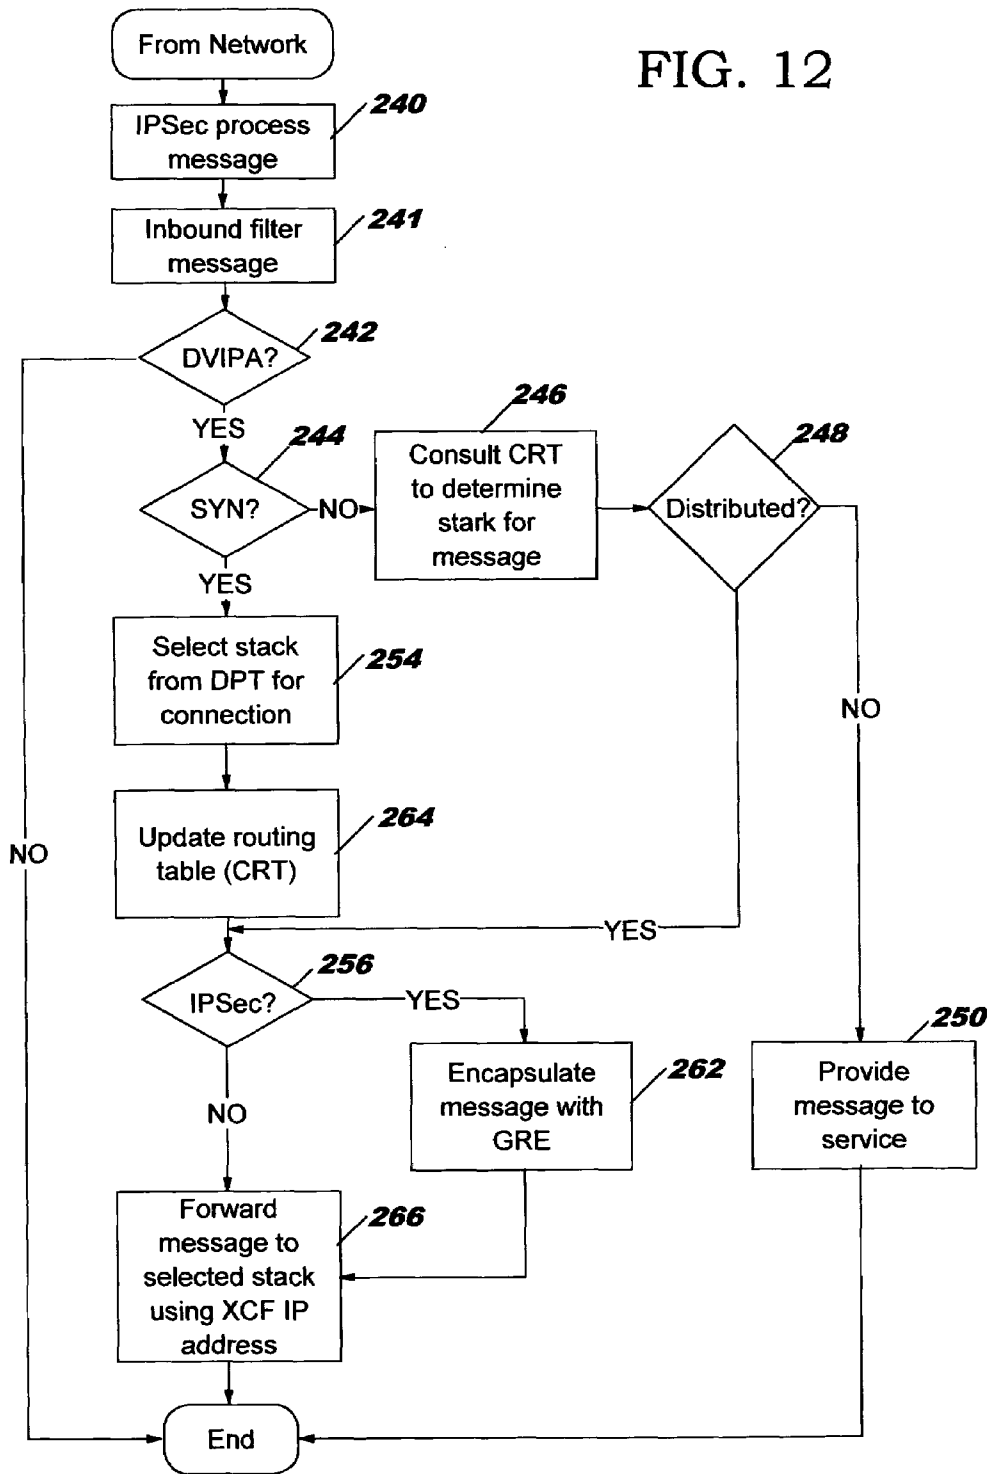 From Network
FIG. 12
240
IPSec process
message
241
Inbound filter
message
242
DVIPA?
YES
244
SYN?
NO
246
Consult CRT
to determine
stark for
message
248
Distributed?
YES
254
Select stack
from DPT for
connection
NO
264
Update routing
table (CRT)
NO
YES
256
IPSec?
YES
250
Provide
message to
service
262
Encapsulate
message with
GRE
NO
266
Forward
message to
selected stack
using XCF IP
address
End